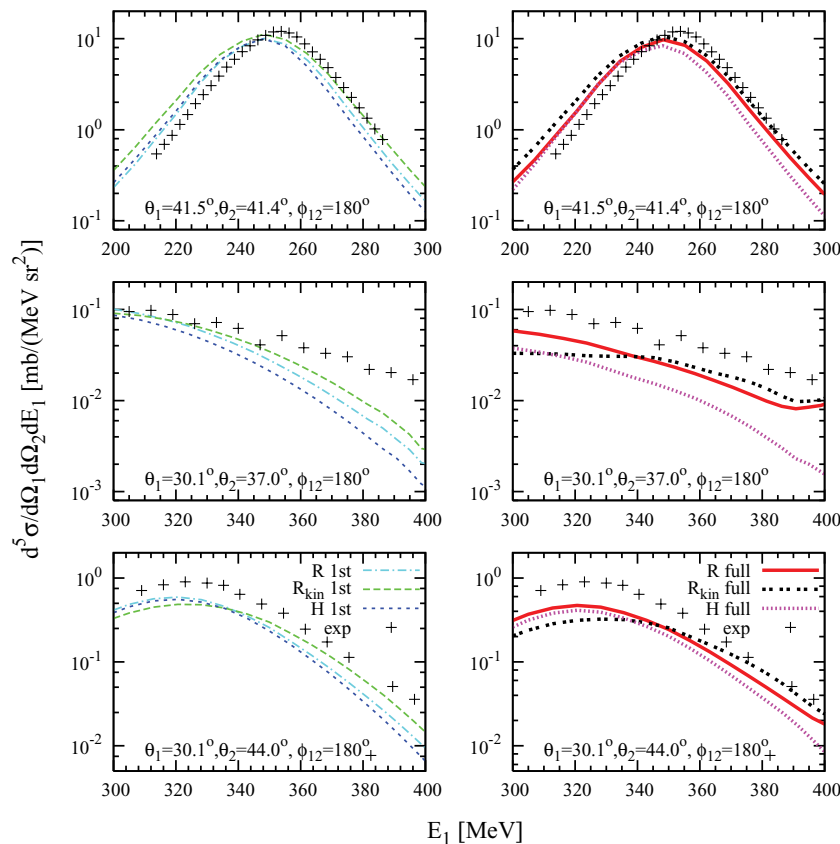 d⁵σ/dΩ₁dΩ₂dE₁ [mb/(MeV sr²)]
10¹
10⁰
10⁻¹
θ₁=41.5°,θ₂=41.4°, ϕ₁₂=180°
200 220 240 260 280 300
10¹
10⁰
10⁻¹
θ₁=41.5°,θ₂=41.4°, ϕ₁₂=180°
200 220 240 260 280 300
10⁻¹
10⁻²
10⁻³
θ₁=30.1°,θ₂=37.0°, ϕ₁₂=180°
300 320 340 360 380 400
10⁻¹
10⁻²
10⁻³
θ₁=30.1°,θ₂=37.0°, ϕ₁₂=180°
300 320 340 360 380 400
10⁰
10⁻¹
10⁻²
R 1st
R_kin 1st
H 1st
exp
θ₁=30.1°,θ₂=44.0°, ϕ₁₂=180°
300 320 340 360 380 400
10⁰
10⁻¹
10⁻²
R full
R_kin full
H full
exp
θ₁=30.1°,θ₂=44.0°, ϕ₁₂=180°
300 320 340 360 380 400
E₁ [MeV]